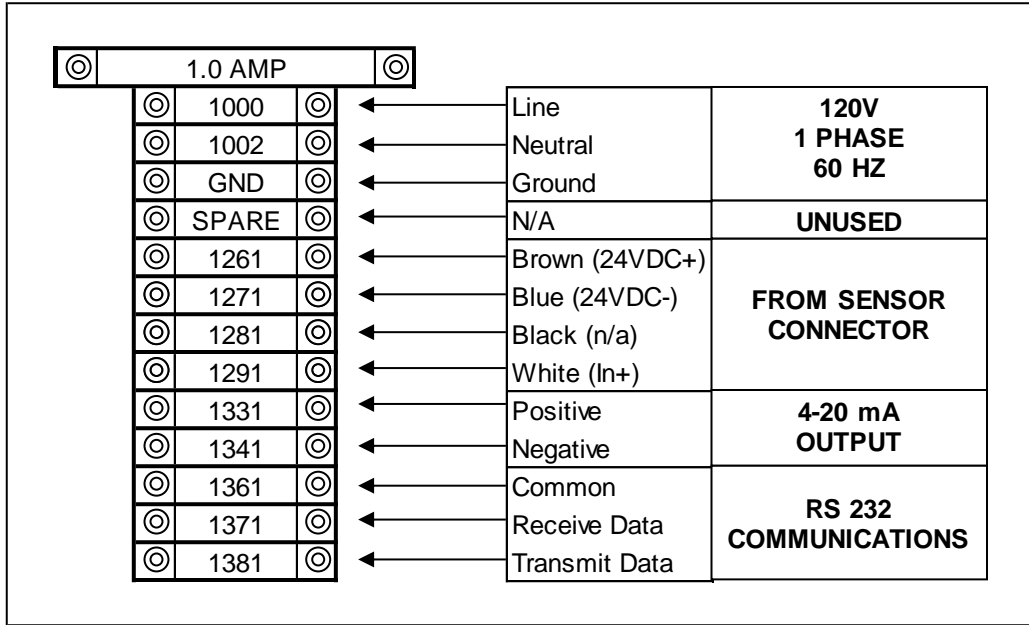 1.0 AMP
1000 Line
1002 Neutral
GND Ground
120V
1 PHASE
60 HZ
SPARE N/A UNUSED
1261 Brown (24VDC+)
1271 Blue (24VDC-)
1281 Black (n/a)
1291 White (In+)
FROM SENSOR
CONNECTOR
1331 Positive
1341 Negative
4-20 mA
OUTPUT
1361 Common
1371 Receive Data
1381 Transmit Data
RS 232
COMMUNICATIONS